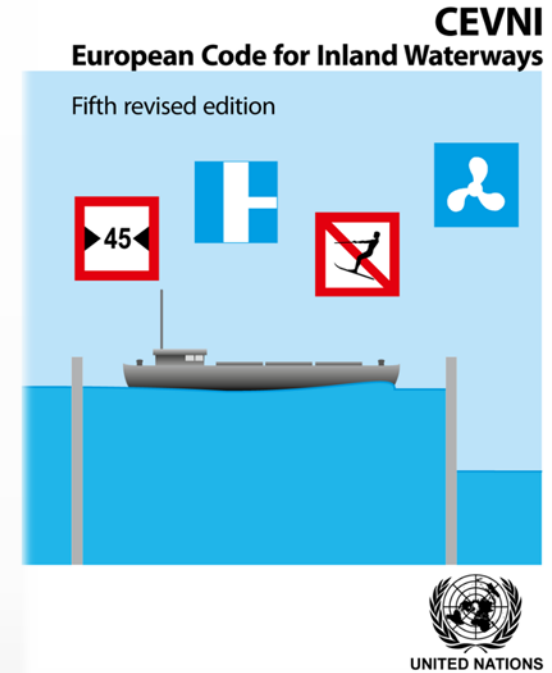 CEVNI
European Code for Inland Waterways
Fifth revised edition
45
UNITED NATIONS